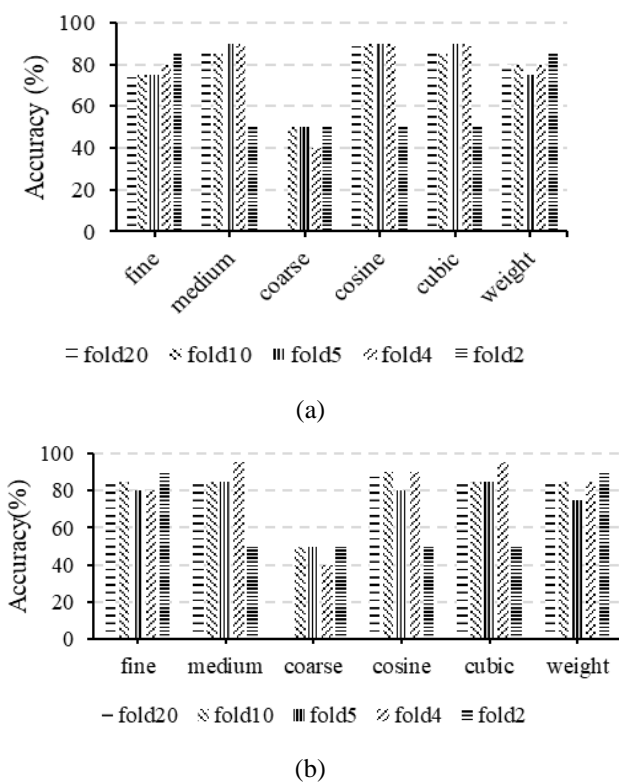 100
80
60
40
20
0
Accuracy (%)
fine
medium
coarse
cosine
cubic
weight
fold20 fold10 fold5 fold4 fold2
(a)
100
80
60
40
20
0
Accuracy(%)
fine medium coarse cosine cubic weight
fold20 fold10 fold5 fold4 fold2
(b)